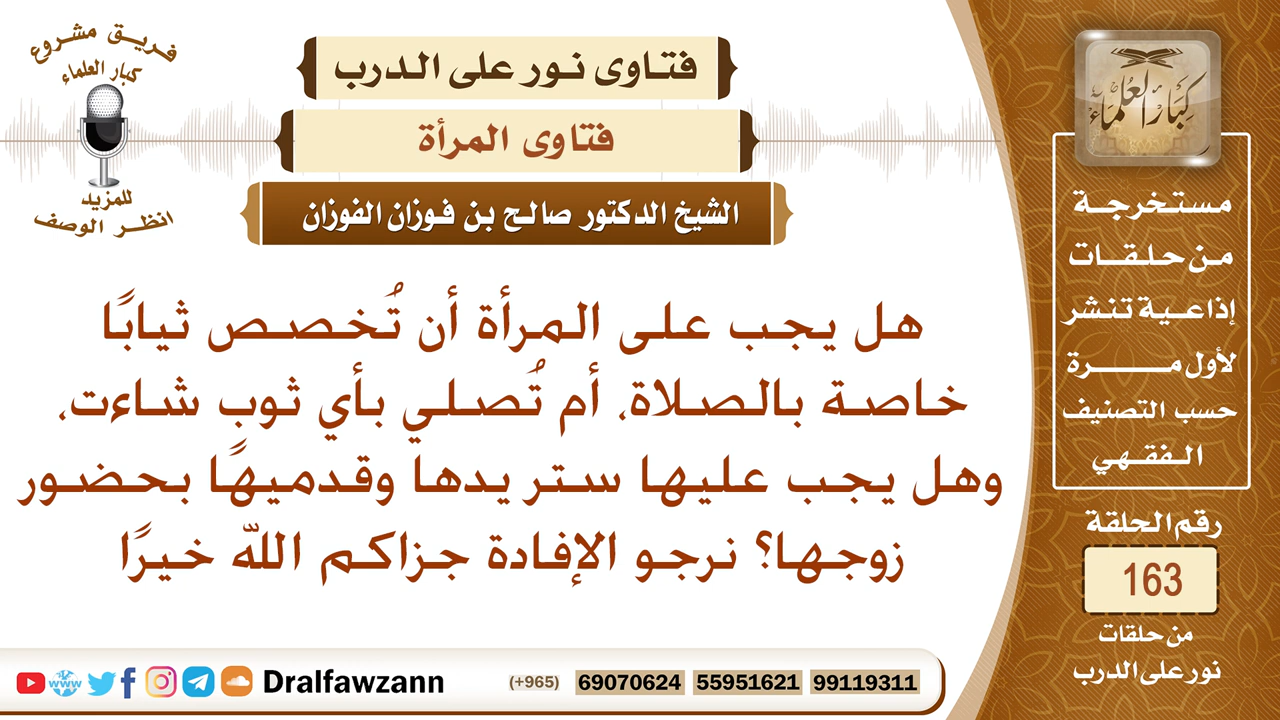 فريق مشروع
كبار العلماء
للمزيد
انظر الوصف
فتاوى نور على الدرب
فتاوى المرأة
الشيخ الدكتور صالح بن فوزان الفوزان
هل يجب على المرأة أن تُخصص ثيابًا
خاصة بالصلاة، أم تُصلي بأي ثوب شاءت،
وهل يجب عليها ستر يدها وقدميهًا بحضور
زوجها؟ نرجو الإفادة جزاكم الله خيرًا
كبار العلماء
مستخرجة
من حلقات
إذاعية تنشر
لأول مرة
حسب التصنيف
الفقهي
رقم الحلقة
163
من حلقات
نور على الدرب
www Dralfawzann (+965) 69070624 55951621 99119311